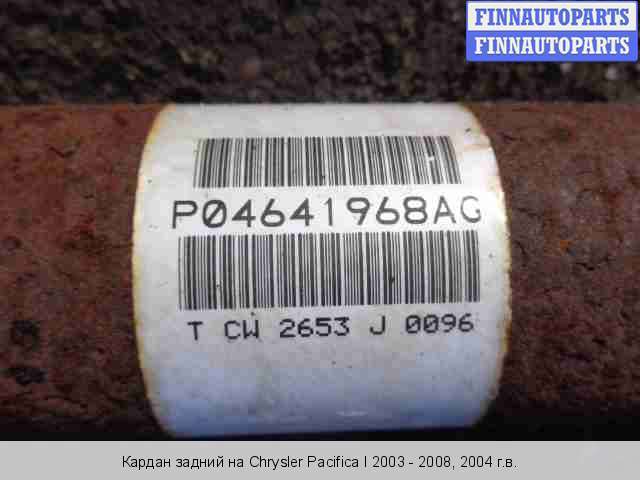 FINNAUTOPARTS
FINNAUTOPARTS
P04641968AG
T CW 2653 J 0096
Кардан задний на Chrysler Pacifica I 2003 - 2008, 2004 г.в.